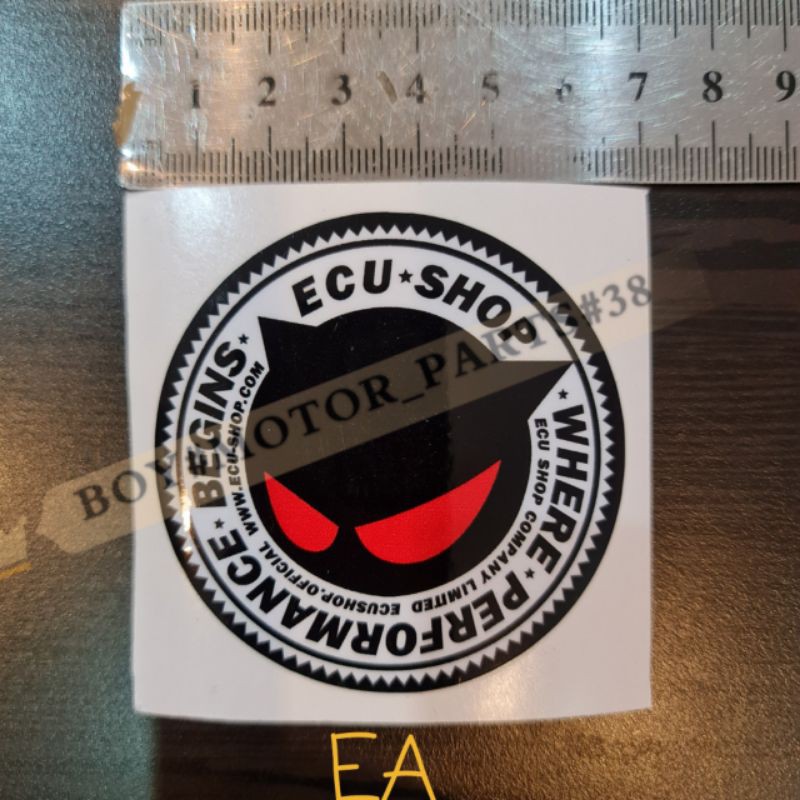 1 2 3 4 5 6 7 8 9
ECU★SHOP
★WHERE★PERFORMANCE★BEGINS★
ECU SHOP COMPANY LIMITED ECUSHOP.OFFICIAL WWW.ECU-SHOP.COM
BOY_MOTOR_PARTS#38
EA